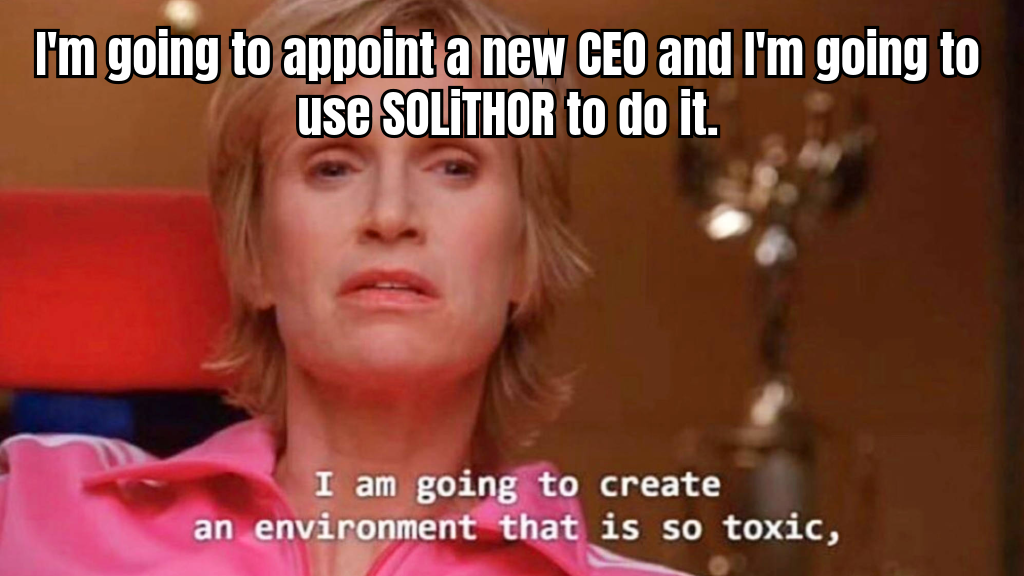 I'm going to appoint a new CEO and I'm going to
use SOLiTHOR to do it.
I am going to create
an environment that is so toxic,